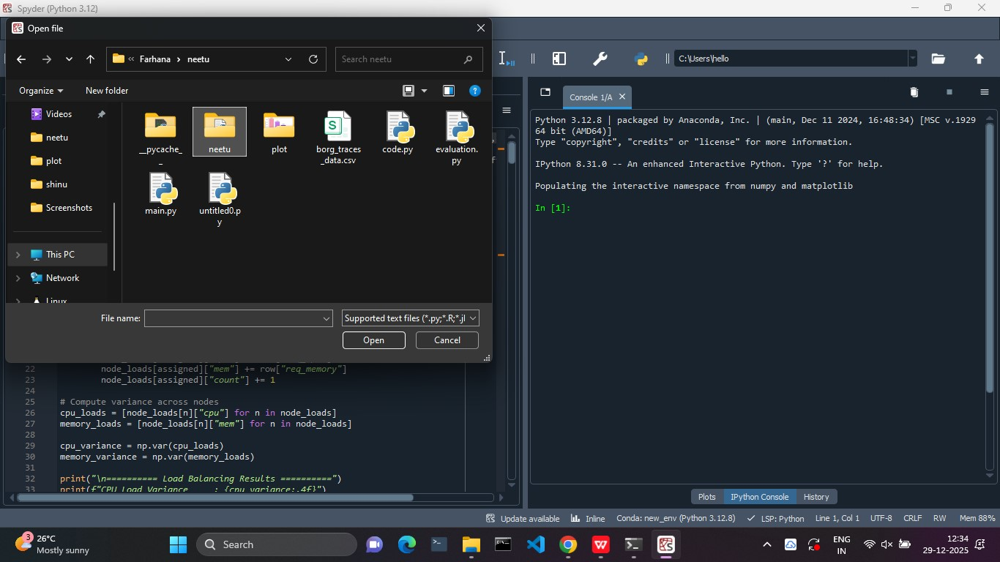 Spyder (Python 3.12)
Open file
« Farhana > neetu
Search neetu
C:\Users\hello
Organize
New folder
Videos
neetu
plot
shinu
Screenshots
This PC
Network
Linux
__pycache_
_
neetu
plot
borg_traces
_data.csv
code.py
evaluation.
py
main.py
untitled0.p
y
File name:
Supported text files (*.py;*.R;*.jl
Open
Cancel
22 node_loads[assigned]["mem"] += row["req_memory"]
23 node_loads[assigned]["count"] += 1
24
25 # Compute variance across nodes
26 cpu_loads = [node_loads[n]["cpu"] for n in node_loads]
27 memory_loads = [node_loads[n]["mem"] for n in node_loads]
28
29 cpu_variance = np.var(cpu_loads)
30 memory_variance = np.var(memory_loads)
31
32 print("\n========== Load Balancing Results ==========")
33 print(f"CPU Load Variance : {cpu_variance:.4f}")
Console 1/A
Python 3.12.8 | packaged by Anaconda, Inc. | (main, Dec 11 2024, 16:48:34) [MSC v.1929
64 bit (AMD64)]
Type "copyright", "credits" or "license" for more information.
IPython 8.31.0 -- An enhanced Interactive Python. Type '?' for help.
Populating the interactive namespace from numpy and matplotlib
In [1]:
Plots
IPython Console
History
Update available
Inline
Conda: new_env (Python 3.12.8)
LSP: Python
Line 1, Col 1
UTF-8
CRLF
RW
Mem 88%
3
26°C
Mostly sunny
Search
ENG
IN
12:34
29-12-2025